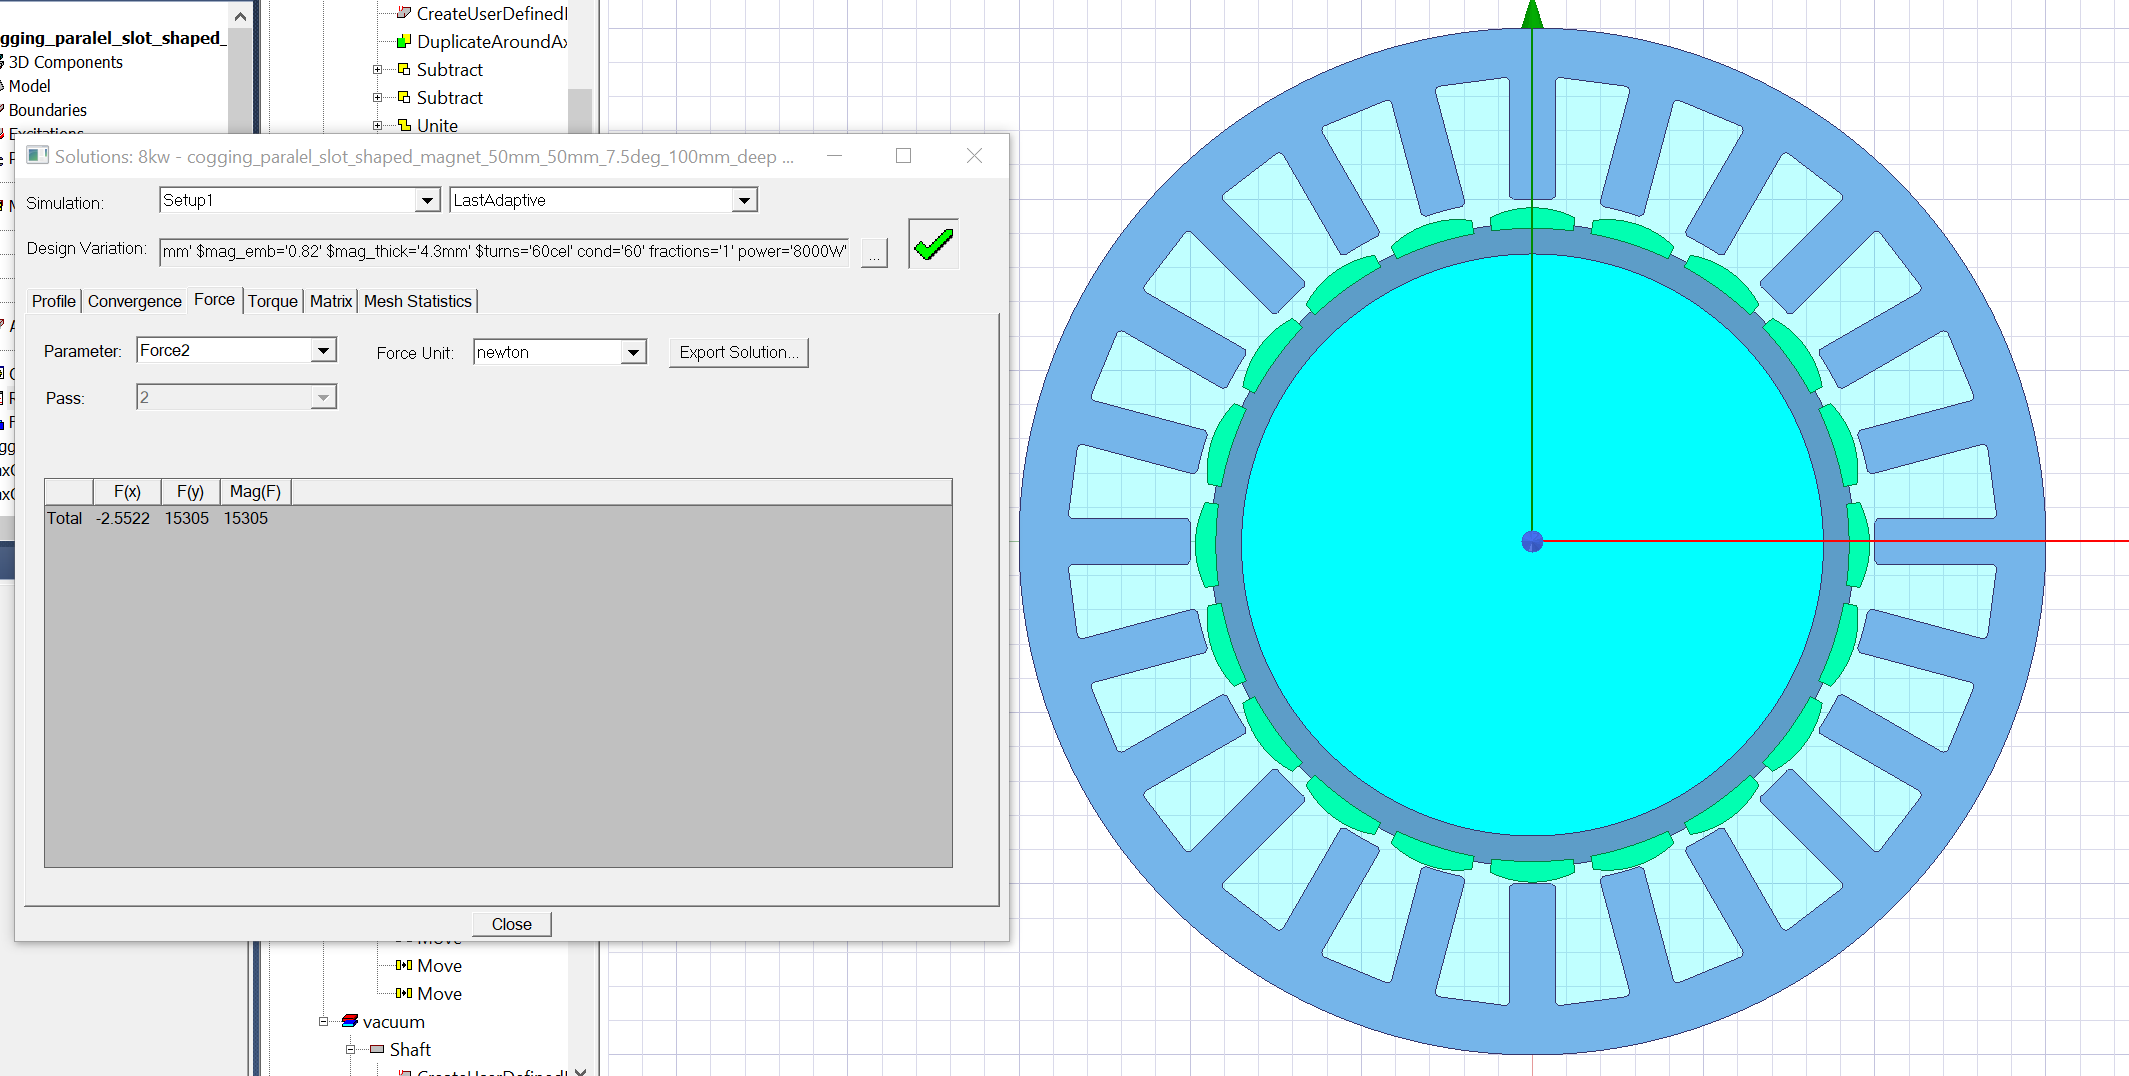 CreateUserDefinedI
gging_paralel_slot_shaped_
DuplicateAroundAx
3D Components
Subtract
Model
Subtract
Boundaries
Unite
Excitations
Solutions: 8kw - cogging_paralel_slot_shaped_magnet_50mm_50mm_7.5deg_100mm_deep ...
Simulation: Setup1 LastAdaptive
Design Variation: mm' $mag_emb='0.82' $mag_thick='4.3mm' $turns='60cel' cond='60' fractions='1' power='8000W' ...
Profile Convergence Force Torque Matrix Mesh Statistics
Parameter: Force2 Force Unit: newton Export Solution...
Pass: 2
F(x) F(y) Mag(F)
Total -2.5522 15305 15305
Close
Move
Move
Move
vacuum
Shaft
CreateUserDefinedI